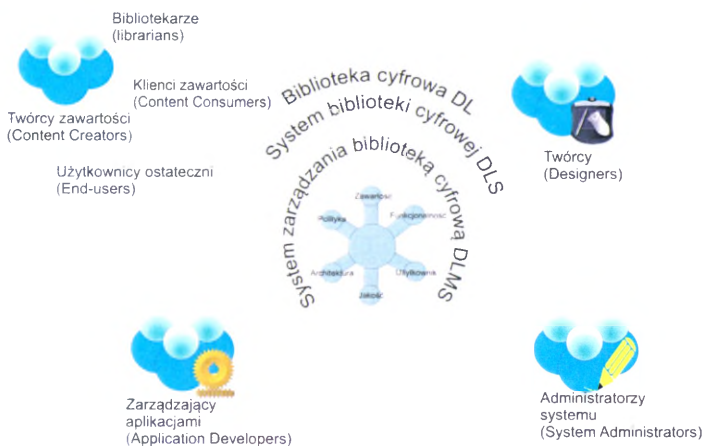 Bibliotekarze
(librarians)
Klienci zawartości
(Content Consumers)
Twórcy zawartości
(Content Creators)
Użytkownicy ostateczni
(End-users)
Biblioteka cyfrowa DL
System biblioteki cyfrowej DLS
System zarządzania biblioteką cyfrową DLMS
Zawartość
Polityka
Funkcjonalność
Architektura
Użytkownik
Jakość
Twórcy
(Designers)
Zarządzający
aplikacjami
(Application Developers)
Administratorzy
systemu
(System Administrators)